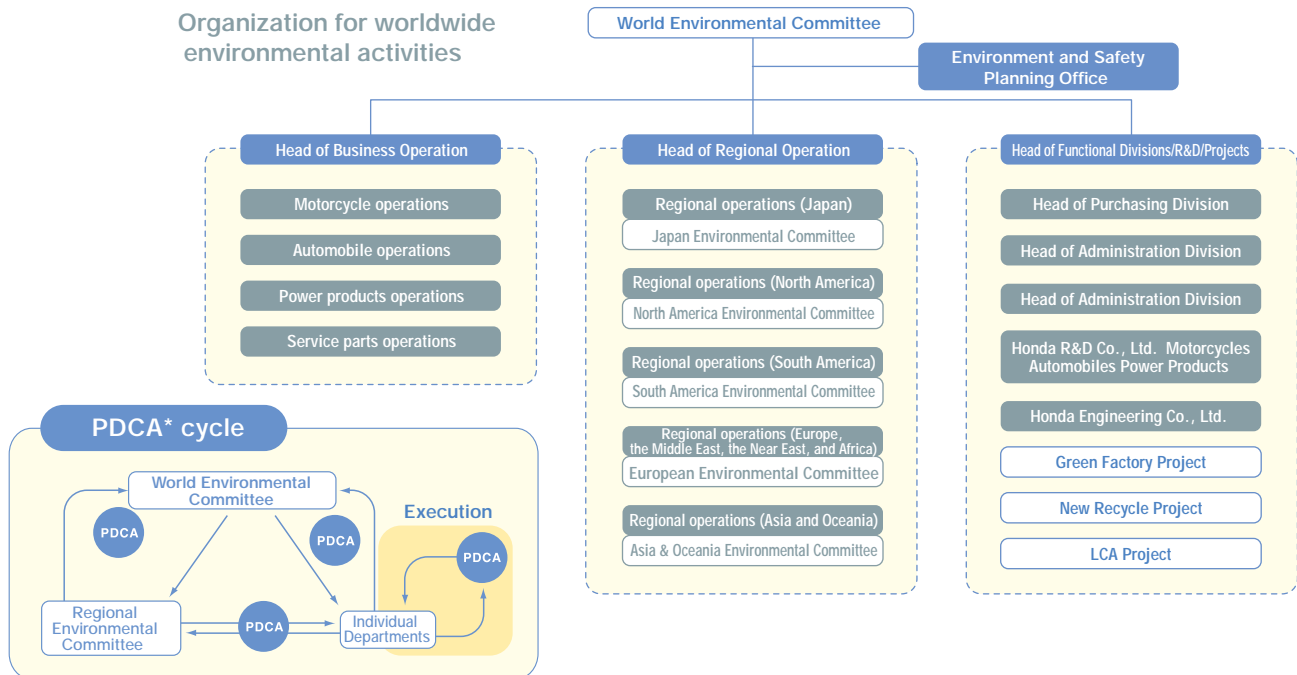 Organization for worldwide
environmental activities
World Environmental Committee
Environment and Safety
Planning Office
Head of Business Operation
Motorcycle operations
Automobile operations
Power products operations
Service parts operations
Head of Regional Operation
Regional operations (Japan)
Japan Environmental Committee
Regional operations (North America)
North America Environmental Committee
Regional operations (South America)
South America Environmental Committee
Regional operations (Europe,
the Middle East, the Near East, and Africa)
European Environmental Committee
Regional operations (Asia and Oceania)
Asia & Oceania Environmental Committee
Head of Functional Divisions/R&D/Projects
Head of Purchasing Division
Head of Administration Division
Head of Administration Division
Honda R&D Co., Ltd. Motorcycles
Automobiles Power Products
Honda Engineering Co., Ltd.
Green Factory Project
New Recycle Project
LCA Project
PDCA* cycle
World Environmental
Committee
PDCA
PDCA
Execution
PDCA
Regional
Environmental
Committee
PDCA
Individual
Departments